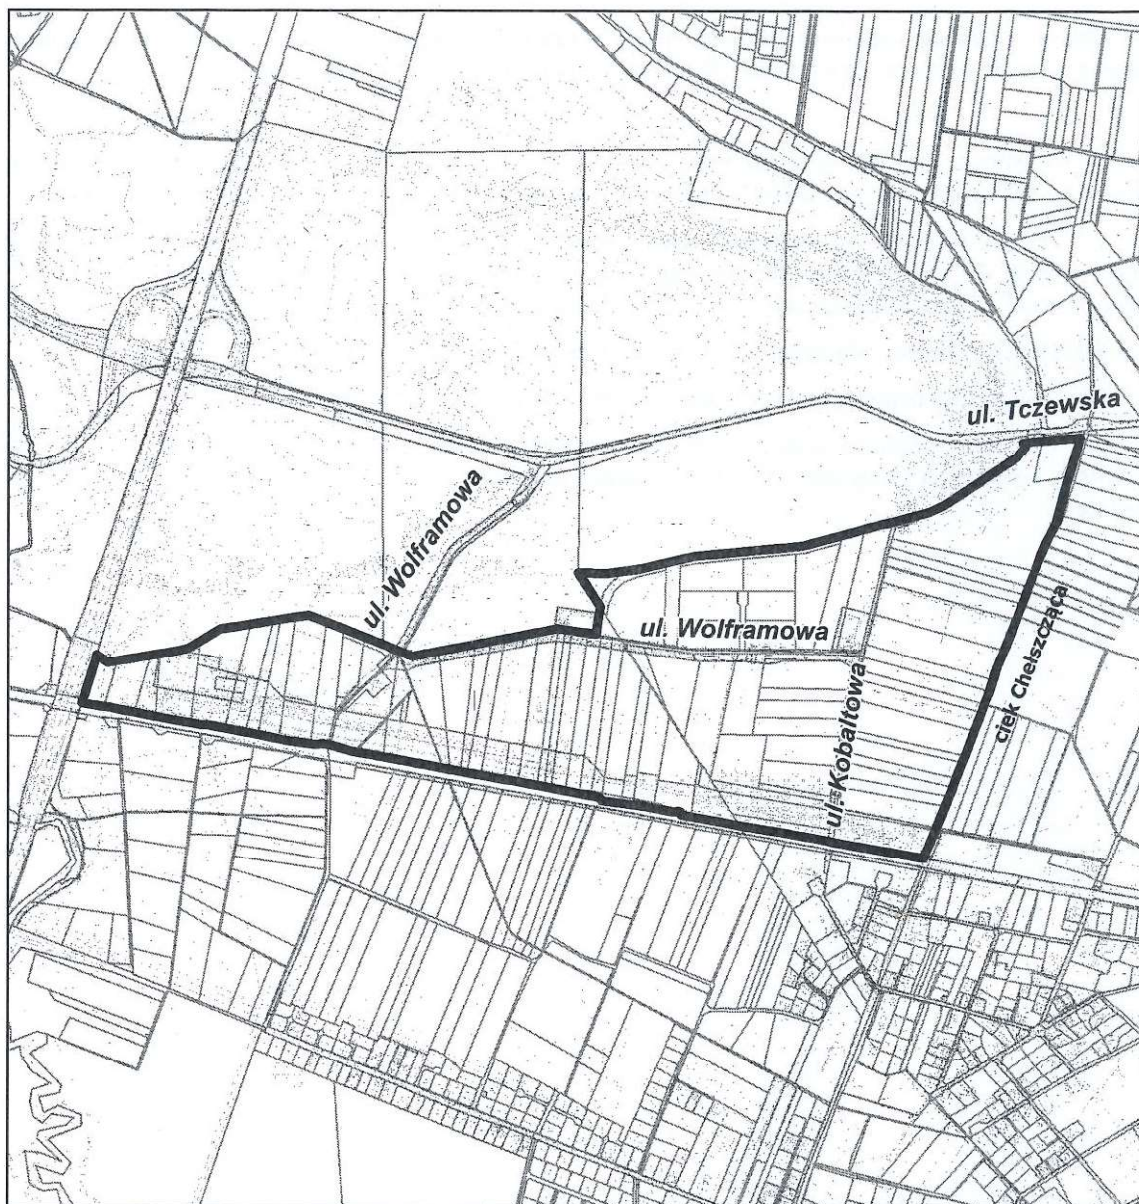 ul. Tczewska
ul. Wolframowa
ul. Wolframowa
ul. Kobaltowa
ciek Chełszcząca